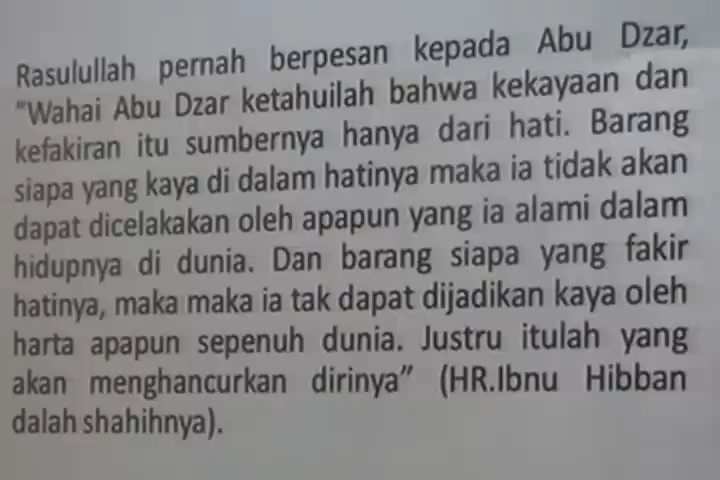 Rasulullah pernah berpesan kepada Abu Dzar,
"Wahai Abu Dzar ketahuilah bahwa kekayaan dan
kefakiran itu sumbernya hanya dari hati. Barang
siapa yang kaya di dalam hatinya maka ia tidak akan
dapat dicelakakan oleh apapun yang ia alami dalam
hidupnya di dunia. Dan barang siapa yang fakir
hatinya, maka maka ia tak dapat dijadikan kaya oleh
harta apapun sepenuh dunia. Justru itulah yang
akan menghancurkan dirinya" (HR.Ibnu Hibban
dalah shahihnya).